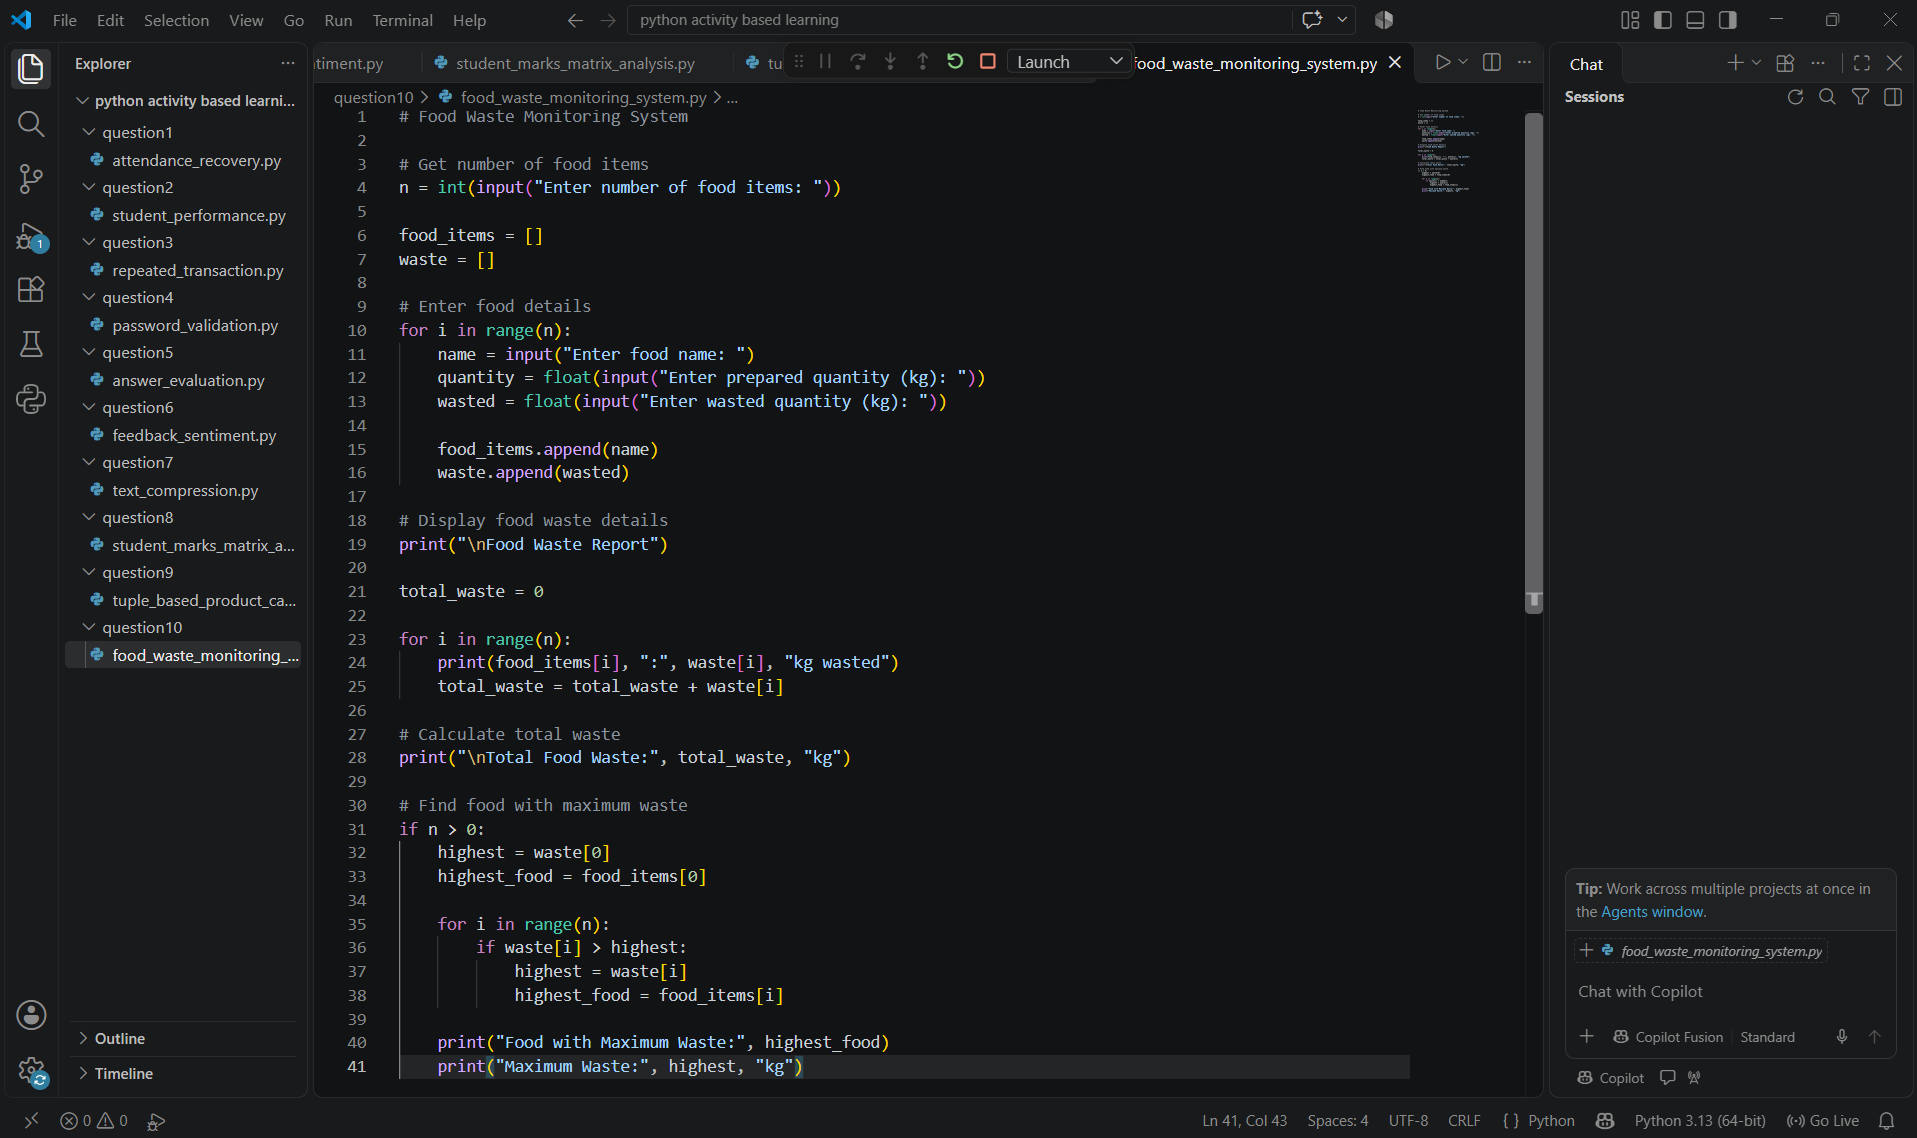 File Edit Selection View Go Run Terminal Help
python activity based learning
Explorer
python activity based learni...
question1
attendance_recovery.py
question2
student_performance.py
question3
repeated_transaction.py
question4
password_validation.py
question5
answer_evaluation.py
question6
feedback_sentiment.py
question7
text_compression.py
question8
student_marks_matrix_a...
question9
tuple_based_product_ca...
question10
food_waste_monitoring_...
Outline
Timeline
1
timent.py student_marks_matrix_analysis.py tu Launch food_waste_monitoring_system.py
question10 > food_waste_monitoring_system.py > ...
1 # Food Waste Monitoring System
2
3 # Get number of food items
4 n = int(input("Enter number of food items: "))
5
6 food_items = []
7 waste = []
8
9 # Enter food details
10 for i in range(n):
11     name = input("Enter food name: ")
12     quantity = float(input("Enter prepared quantity (kg): "))
13     wasted = float(input("Enter wasted quantity (kg): "))
14
15     food_items.append(name)
16     waste.append(wasted)
17
18 # Display food waste details
19 print("\nFood Waste Report")
20
21 total_waste = 0
22
23 for i in range(n):
24     print(food_items[i], ":", waste[i], "kg wasted")
25     total_waste = total_waste + waste[i]
26
27 # Calculate total waste
28 print("\nTotal Food Waste:", total_waste, "kg")
29
30 # Find food with maximum waste
31 if n > 0:
32     highest = waste[0]
33     highest_food = food_items[0]
34
35     for i in range(n):
36         if waste[i] > highest:
37             highest = waste[i]
38             highest_food = food_items[i]
39
40     print("Food with Maximum Waste:", highest_food)
41     print("Maximum Waste:", highest, "kg")
Chat
Sessions
Tip: Work across multiple projects at once in
the Agents window.
food_waste_monitoring_system.py
Chat with Copilot
Copilot Fusion Standard
Copilot
0 0
Ln 41, Col 43 Spaces: 4 UTF-8 CRLF {} Python Python 3.13 (64-bit) Go Live